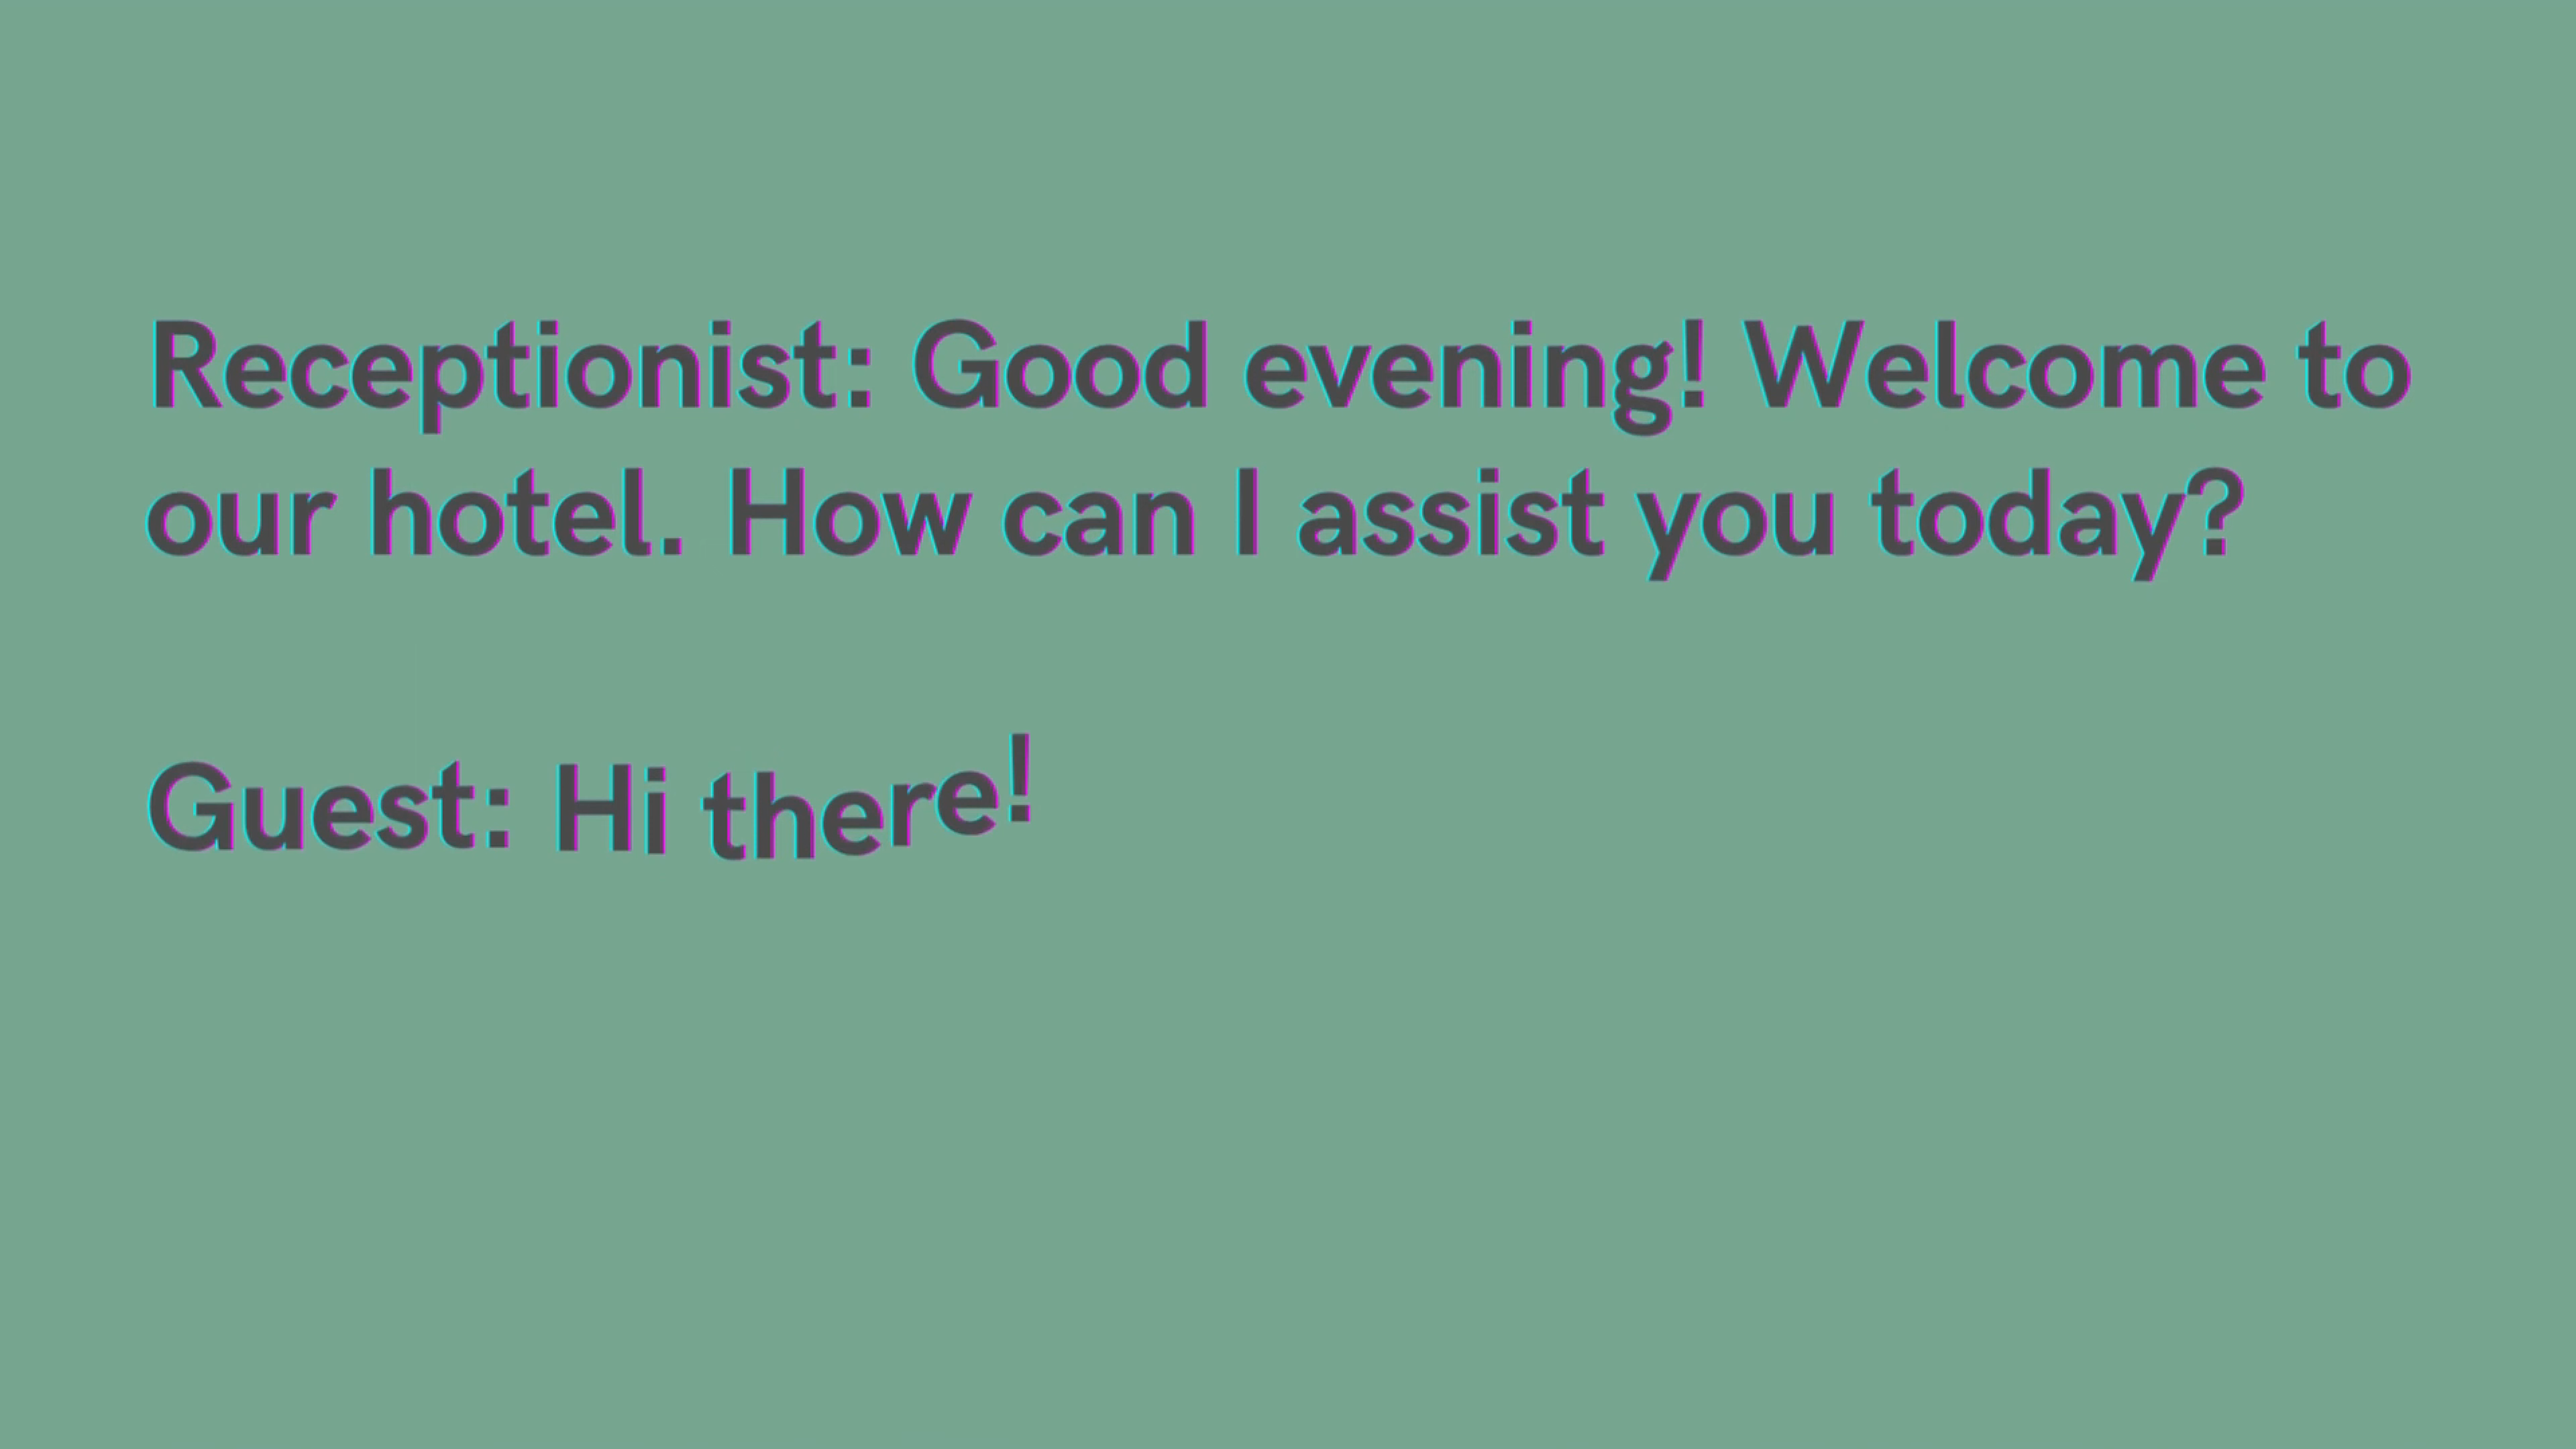 Receptionist: Good evening! Welcome to
our hotel. How can I assist you today?
Guest: Hi there!